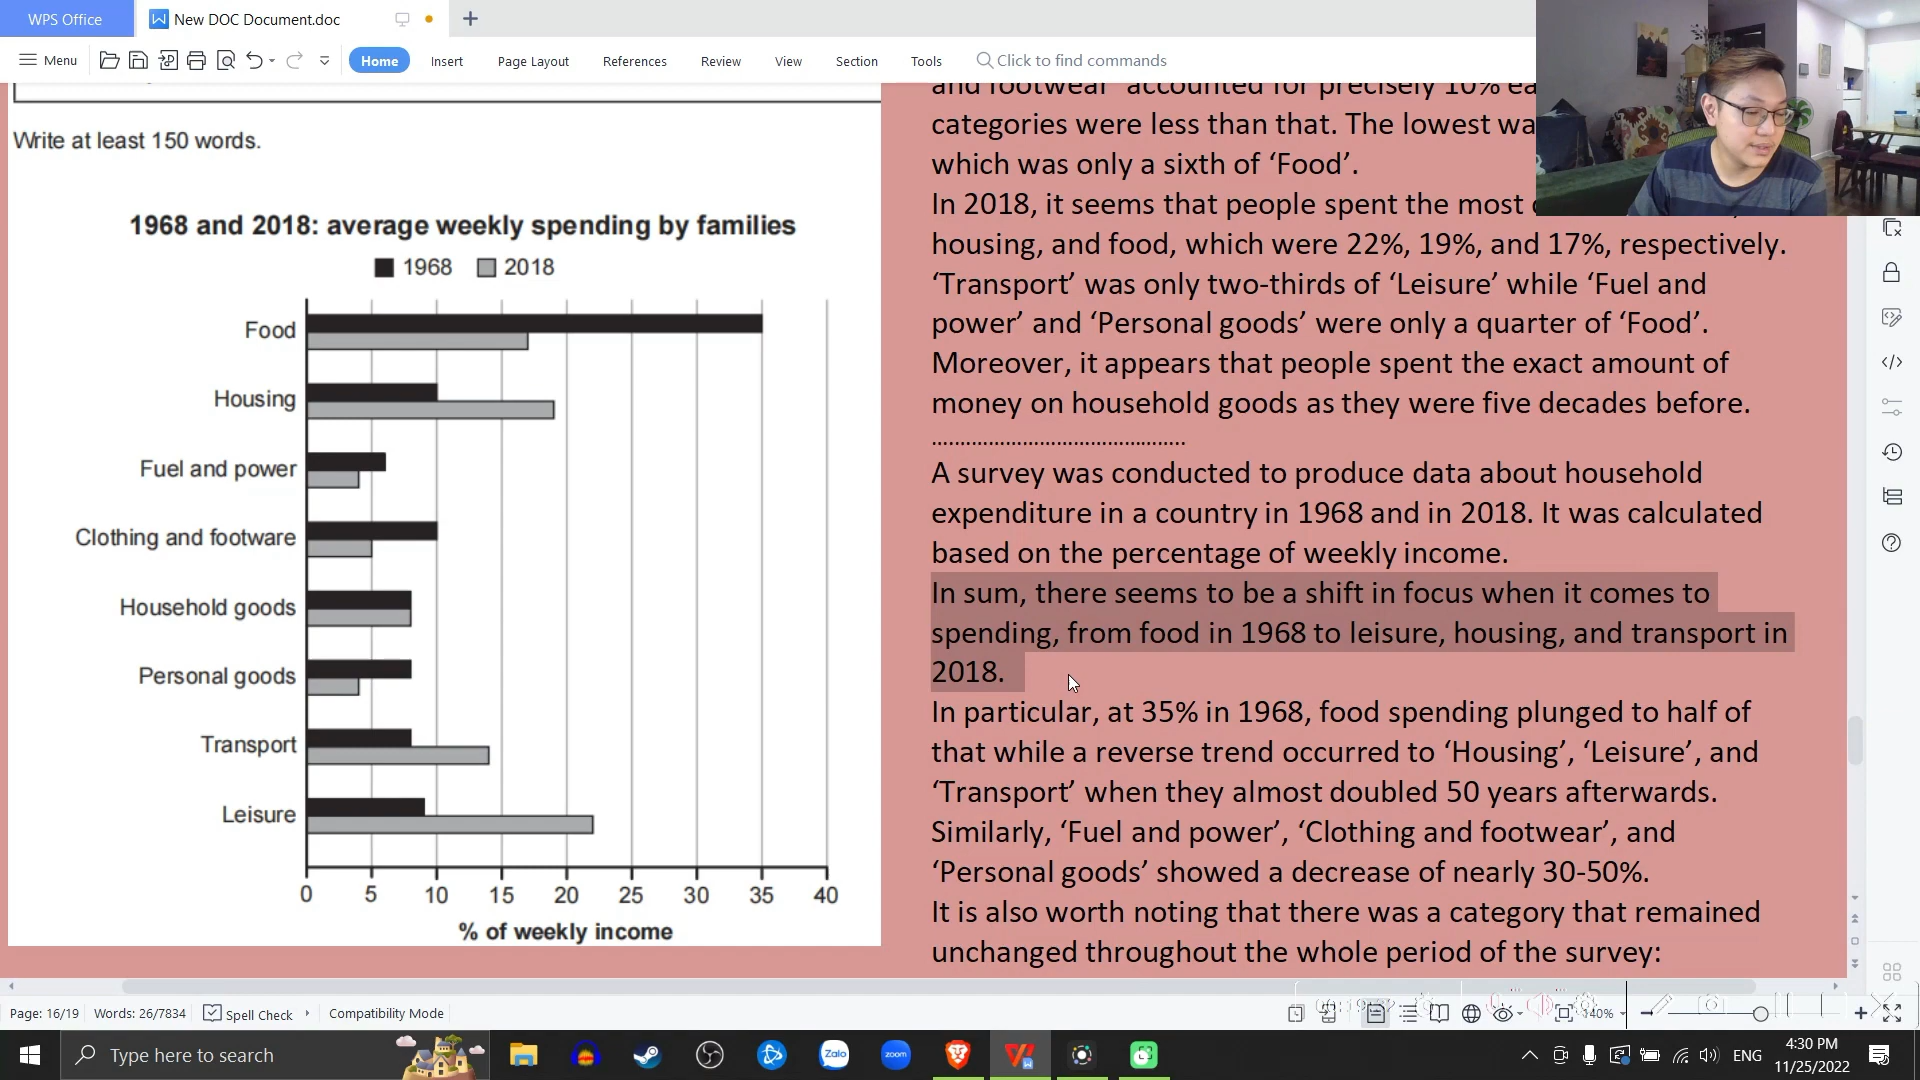 WPS Office
New DOC Document.doc
Menu
Home
Insert
Page Layout
References
Review
View
Section
Tools
Click to find commands
Write at least 150 words.
1968 and 2018: average weekly spending by families
1968 2018
Food
Housing
Fuel and power
Clothing and footware
Household goods
Personal goods
Transport
Leisure
0 5 10 15 20 25 30 35 40
% of weekly income
and footwear' accounted for precisely 10%
categories were less than that. The lowest
which was only a sixth of ‘Food’.
In 2018, it seems that people spent the most
housing, and food, which were 22%, 19%, and 17%, respectively.
‘Transport’ was only two-thirds of ‘Leisure’ while ‘Fuel and
power’ and ‘Personal goods’ were only a quarter of ‘Food’.
Moreover, it appears that people spent the exact amount of
money on household goods as they were five decades before.
............................................
A survey was conducted to produce data about household
expenditure in a country in 1968 and in 2018. It was calculated
based on the percentage of weekly income.
In sum, there seems to be a shift in focus when it comes to
spending, from food in 1968 to leisure, housing, and transport in
2018.
In particular, at 35% in 1968, food spending plunged to half of
that while a reverse trend occurred to ‘Housing’, ‘Leisure’, and
‘Transport’ when they almost doubled 50 years afterwards.
Similarly, ‘Fuel and power’, ‘Clothing and footwear’, and
‘Personal goods’ showed a decrease of nearly 30-50%.
It is also worth noting that there was a category that remained
unchanged throughout the whole period of the survey:
Page: 16/19
Words: 26/7834
Spell Check
Compatibility Mode
140%
Type here to search
Zalo
zoom
ENG
4:30 PM
11/25/2022